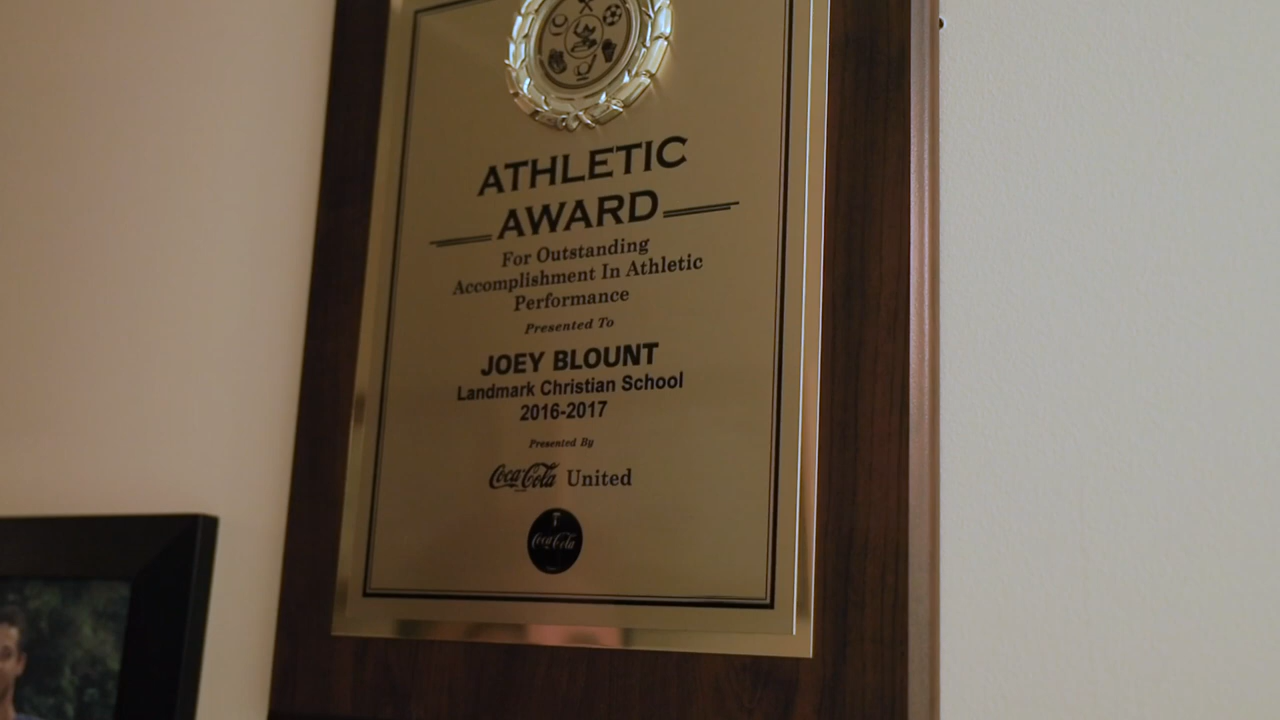 ATHLETIC
AWARD
For Outstanding
Accomplishment In Athletic
Performance
Presented To
JOEY BLOUNT
Landmark Christian School
2016-2017
Presented By
Coca-Cola United
Coca-Cola